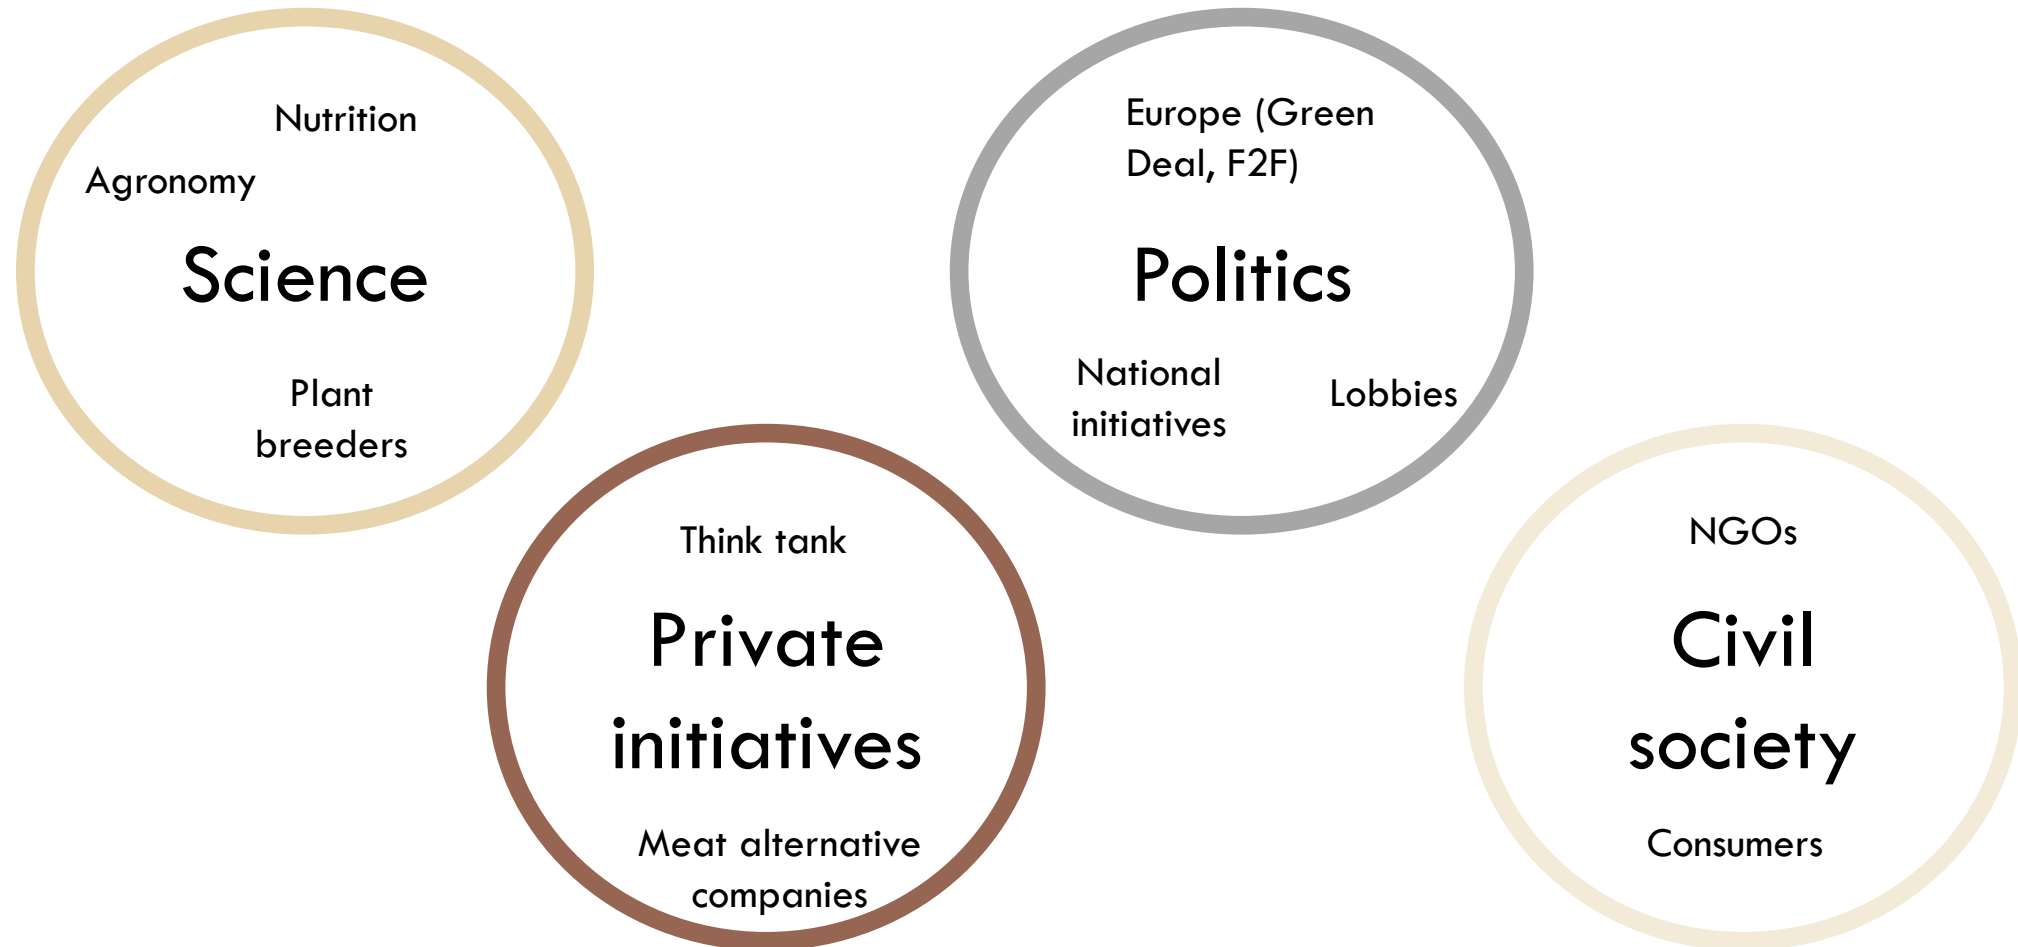 Nutrition
Agronomy
Science
Plant
breeders
Europe (Green
Deal, F2F)
Politics
National
initiatives
Lobbies
Think tank
Private
initiatives
Meat alternative
companies
NGOs
Civil
society
Consumers